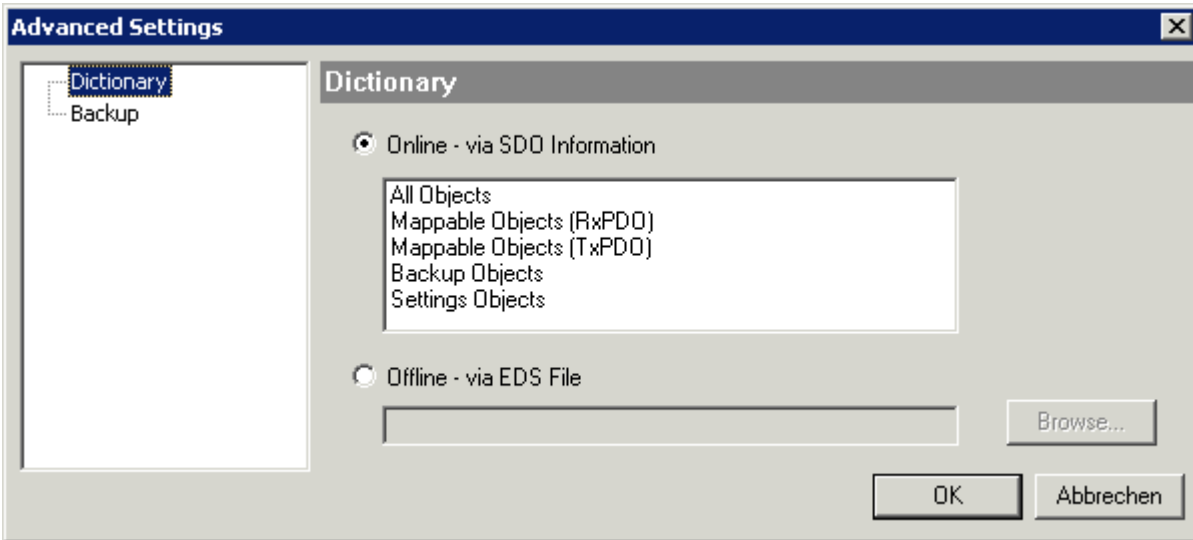 Advanced Settings
Dictionary
Backup
Dictionary
Online - via SDO Information
All Objects
Mappable Objects (RxPDO)
Mappable Objects (TxPDO)
Backup Objects
Settings Objects
Offline - via EDS File
Browse...
OK
Abbrechen